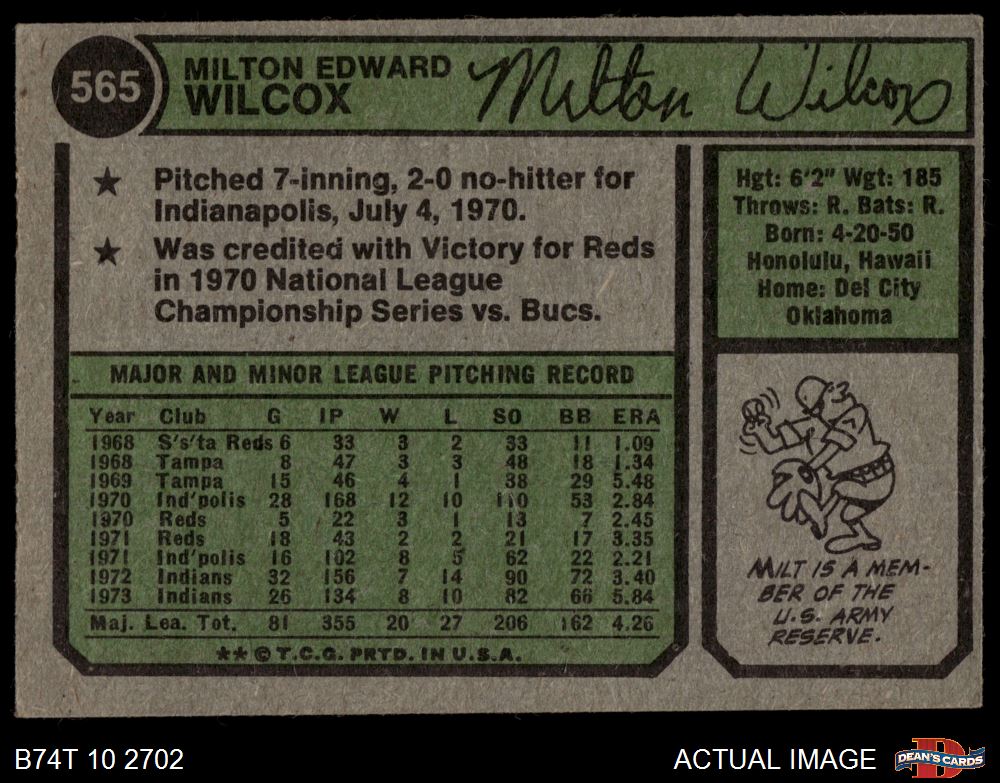 565
MILTON EDWARD
WILCOX
Milton Wilcox
★ Pitched 7-inning, 2-0 no-hitter for
Indianapolis, July 4, 1970.
★ Was credited with Victory for Reds
in 1970 National League
Championship Series vs. Bucs.
Hgt: 6'2" Wgt: 185
Throws: R. Bats: R.
Born: 4-20-50
Honolulu, Hawaii
Home: Del City
Oklahoma
MAJOR AND MINOR LEAGUE PITCHING RECORD
Year Club G IP W L SO BB ERA
1968 S's'ta Reds 6 33 3 2 33 11 1.09
1968 Tampa 8 47 3 3 48 18 1.34
1969 Tampa 15 46 4 1 38 29 5.48
1970 Ind'polis 28 168 12 10 110 53 2.84
1970 Reds 5 22 3 1 13 7 2.45
1971 Reds 18 43 2 2 21 17 3.35
1971 Ind'polis 16 102 8 5 62 22 2.21
1972 Indians 32 156 7 14 90 72 3.40
1973 Indians 26 134 8 10 82 66 5.84
Maj. Lea. Tot. 81 355 20 27 206 162 4.26
★★ © T.C.G. PRTD. IN U.S.A.
MILT IS A MEM-
BER OF THE
U.S. ARMY
RESERVE.
B74T 10 2702
ACTUAL IMAGE
D
DEAN'S CARDS